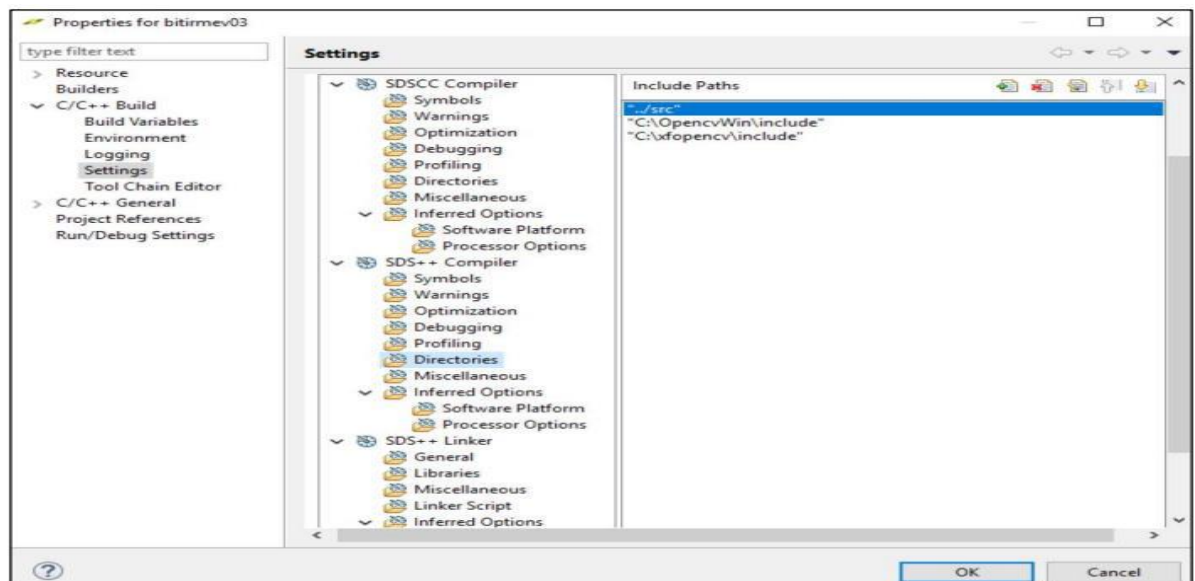 Properties for bitirmev03
type filter text
Resource
Builders
C/C++ Build
Build Variables
Environment
Logging
Settings
Tool Chain Editor
C/C++ General
Project References
Run/Debug Settings
Settings
SDSCC Compiler
Symbols
Warnings
Optimization
Debugging
Profiling
Directories
Miscellaneous
Inferred Options
Software Platform
Processor Options
SDS++ Compiler
Symbols
Warnings
Optimization
Debugging
Profiling
Directories
Miscellaneous
Inferred Options
Software Platform
Processor Options
SDS++ Linker
General
Libraries
Miscellaneous
Linker Script
Inferred Options
Include Paths
"../src"
"C:\OpencvWin\include"
"C:\xfopencv\include"
?
OK
Cancel